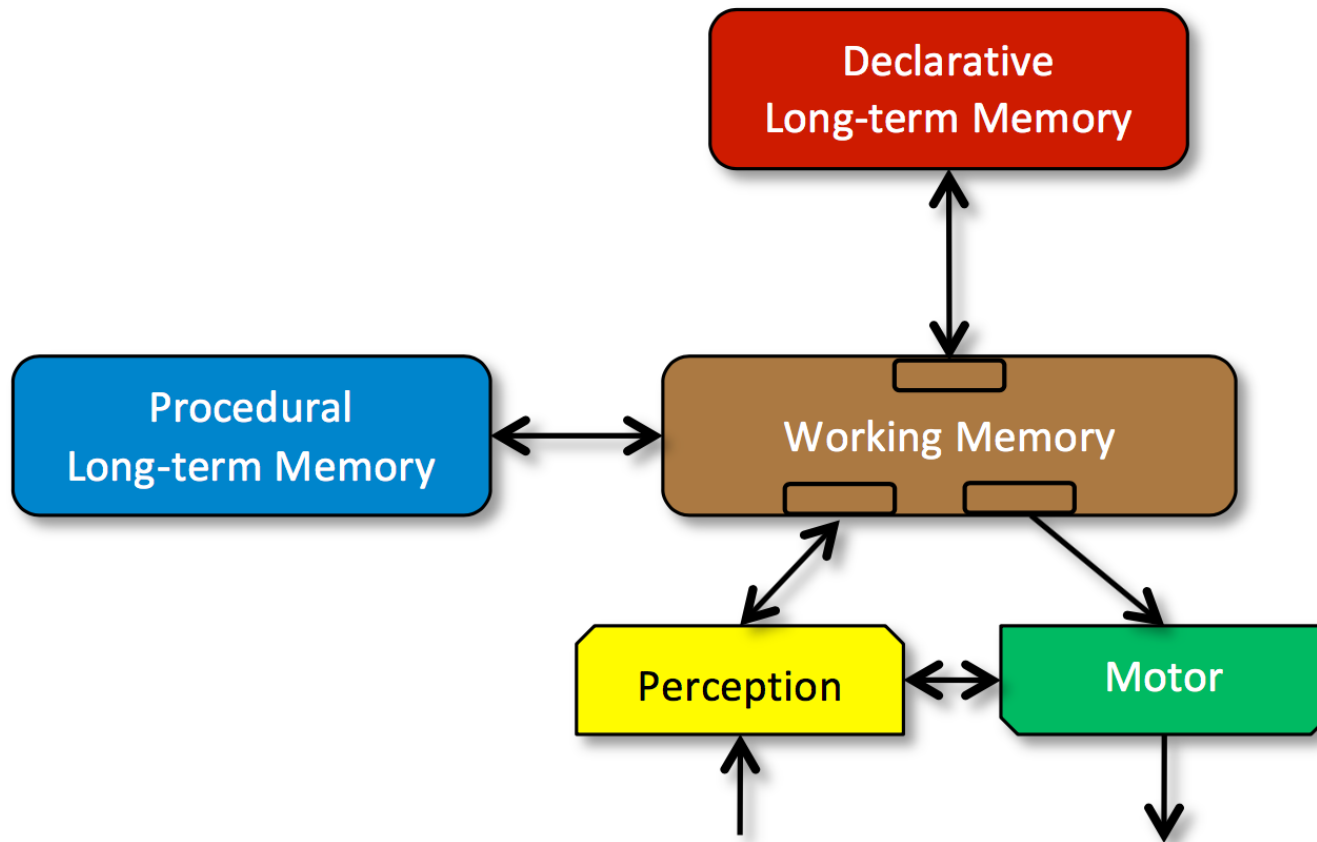 Declarative
Long-term Memory
Procedural
Long-term Memory
Working Memory
Perception
Motor